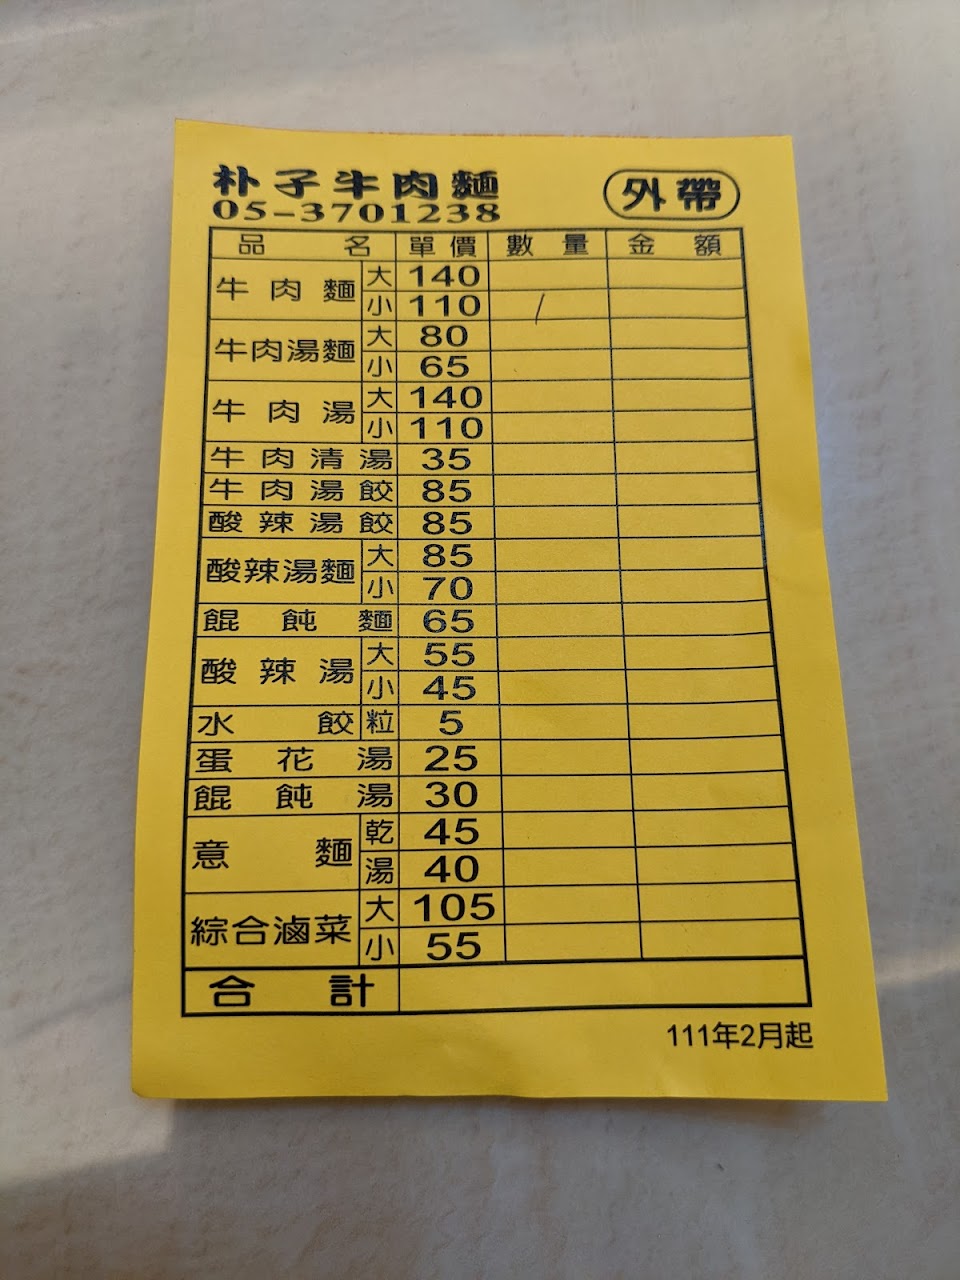 朴子牛肉麵 外帶
05-3701238
品名 單價 數量 金額
牛肉麵 大 140
小 110 /
牛肉湯麵 大 80
小 65
牛肉湯 大 140
小 110
牛肉清湯 35
牛肉湯餃 85
酸辣湯餃 85
酸辣湯麵 大 85
小 70
餛飩麵 65
酸辣湯 大 55
小 45
水餃 粒 5
蛋花湯 25
餛飩湯 30
意麵 乾 45
湯 40
綜合滷菜 大 105
小 55
合計
111年2月起